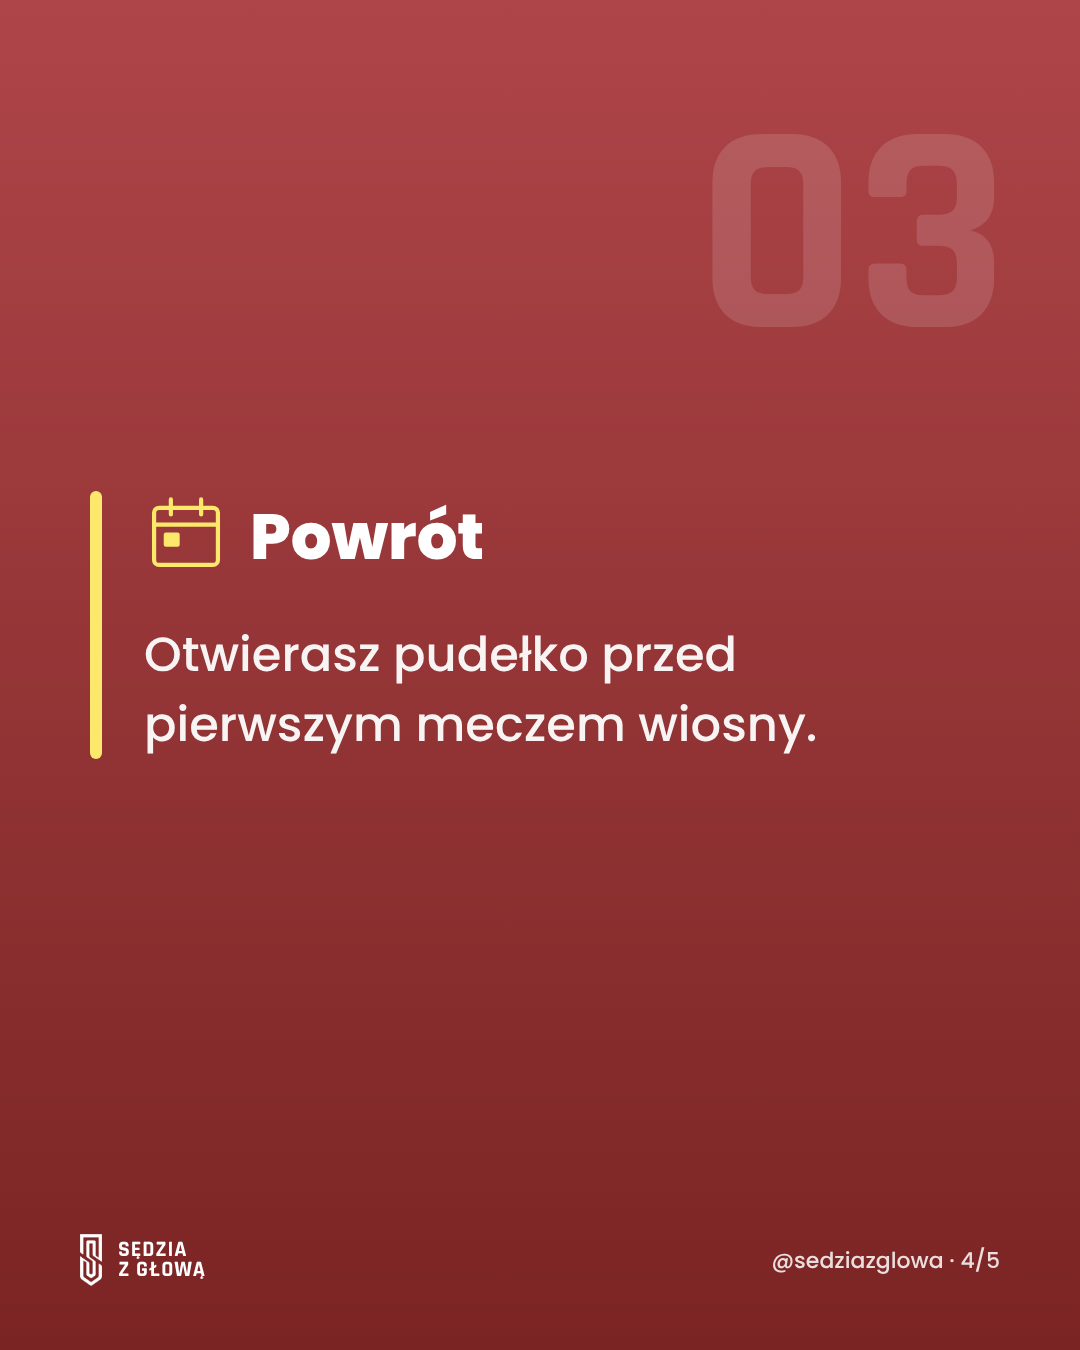 03
Powrót
Otwierasz pudełko przed
pierwszym meczem wiosny.
SĘDZIA
Z GŁOWĄ
@sedziazglowa · 4/5